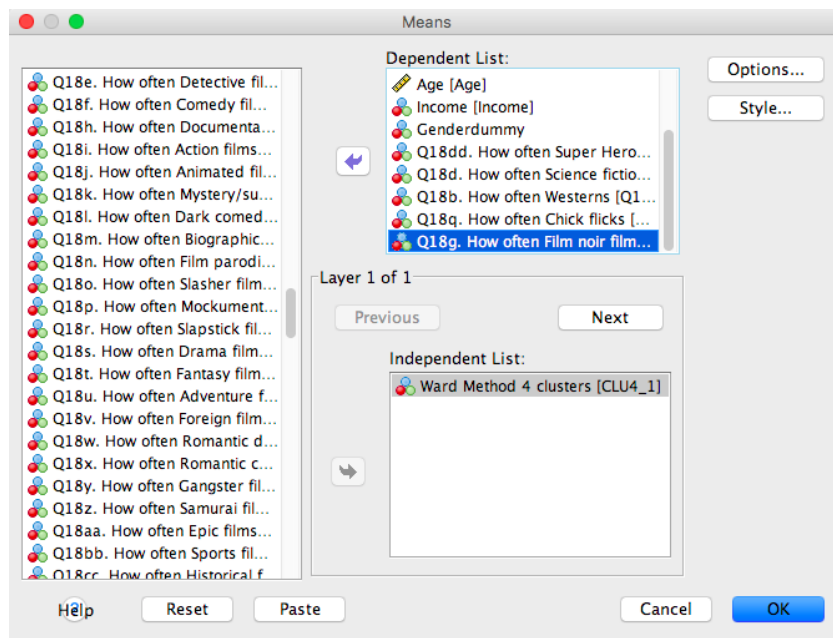 Means
Q18e. How often Detective fil...
Q18f. How often Comedy fil...
Q18h. How often Documenta...
Q18i. How often Action films...
Q18j. How often Animated fil...
Q18k. How often Mystery/su...
Q18l. How often Dark comed...
Q18m. How often Biographic...
Q18n. How often Film parodi...
Q18o. How often Slasher film...
Q18p. How often Mockument...
Q18r. How often Slapstick fil...
Q18s. How often Drama film...
Q18t. How often Fantasy film...
Q18u. How often Adventure f...
Q18v. How often Foreign film...
Q18w. How often Romantic d...
Q18x. How often Romantic c...
Q18y. How often Gangster fil...
Q18z. How often Samurai fil...
Q18aa. How often Epic films...
Q18bb. How often Sports fil...
Q18cc. How often Historical f...
Dependent List:
Age [Age]
Income [Income]
Genderdummy
Q18dd. How often Super Hero...
Q18d. How often Science fictio...
Q18b. How often Westerns [Q1...
Q18q. How often Chick flicks [...
Q18g. How often Film noir film...
Options...
Style...
Layer 1 of 1
Previous
Next
Independent List:
Ward Method 4 clusters [CLU4_1]
Help
Reset
Paste
Cancel
OK